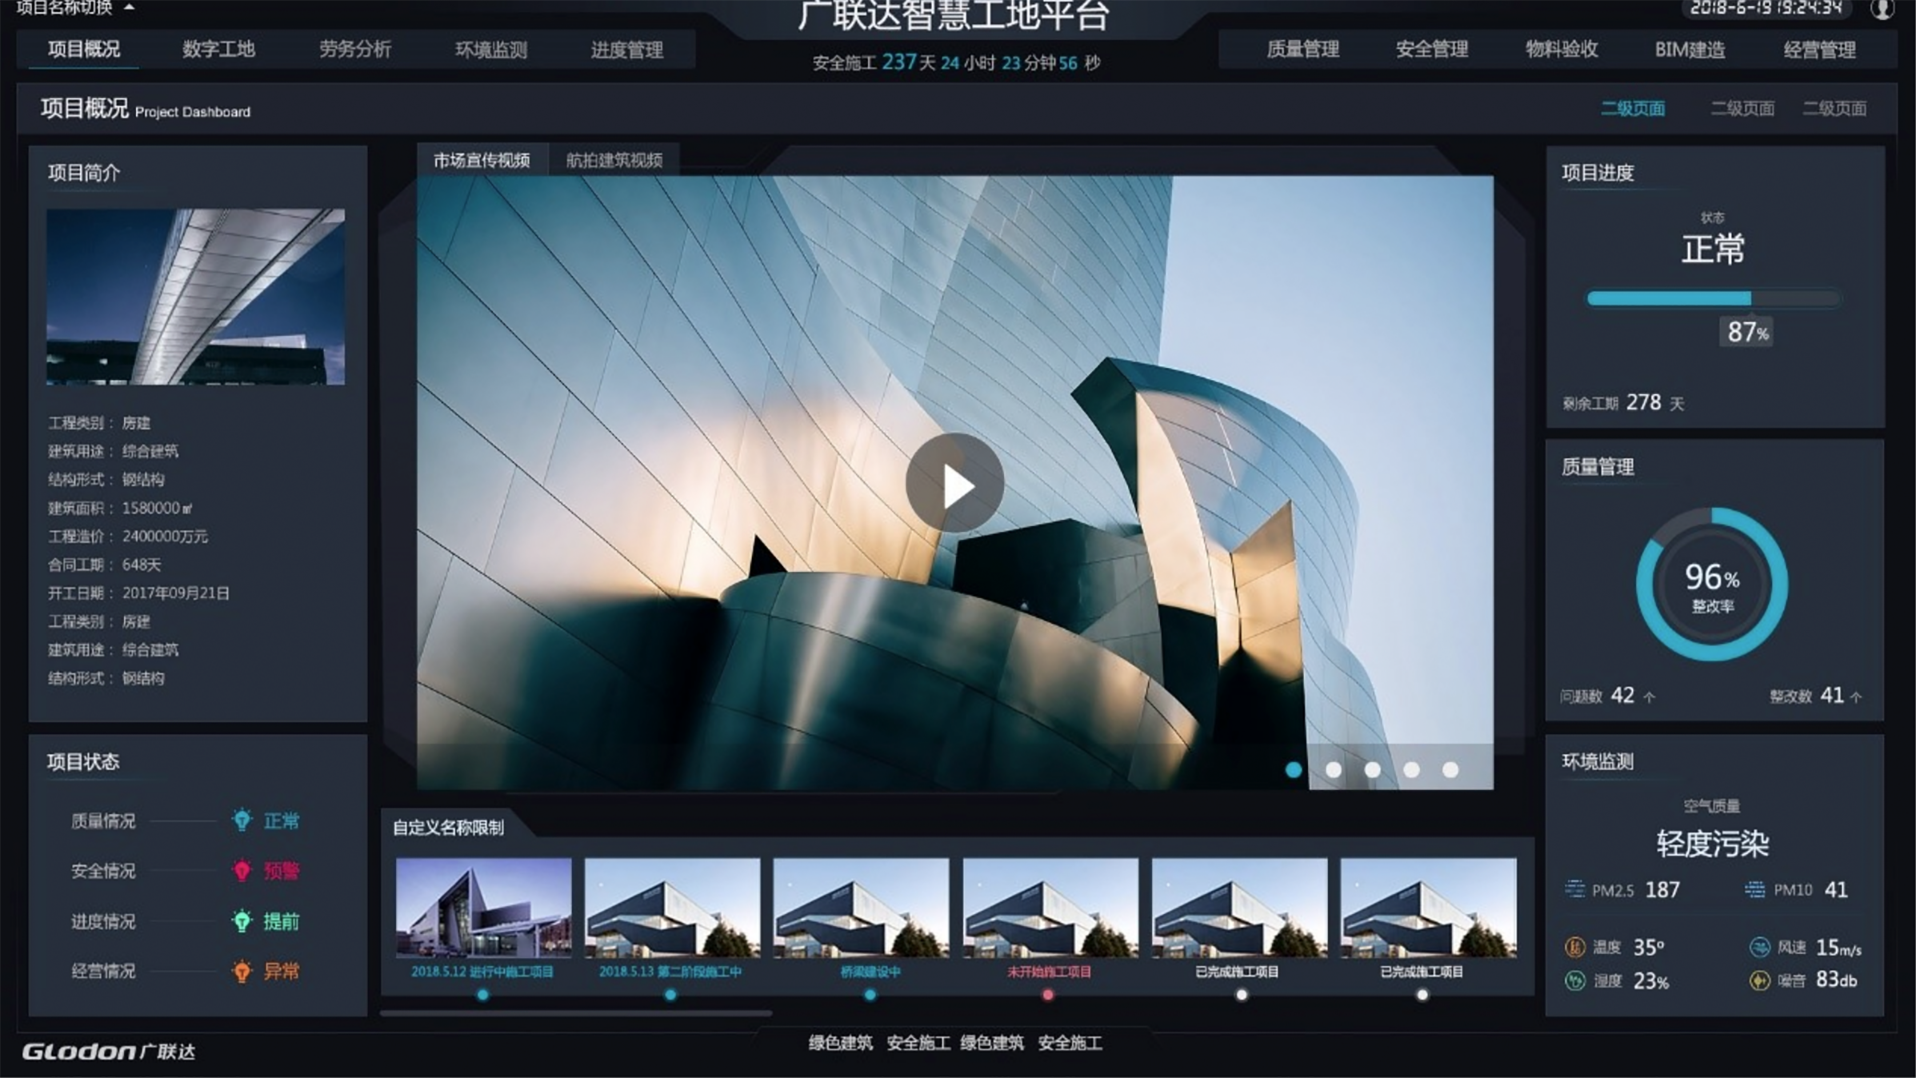 项目名称切换
广联达智慧工地平台
2018-6-19 19:24:34
项目概况 数字工地 劳务分析 环境监测 进度管理
安全施工 237 天 24 小时 23 分钟 56 秒
质量管理 安全管理 物料验收 BIM建造 经营管理
项目概况 Project Dashboard
二级页面 二级页面 二级页面
项目简介
工程类别： 房建
建筑用途： 综合建筑
结构形式： 钢结构
建筑面积： 1580000㎡
工程造价： 2400000万元
合同工期： 648天
开工日期： 2017年09月21日
工程类别： 房建
建筑用途： 综合建筑
结构形式： 钢结构
项目状态
质量情况 正常
安全情况 预警
进度情况 提前
经营情况 异常
市场宣传视频 航拍建筑视频
自定义名称限制
2018.5.12 进行中施工项目
2018.5.13 第二阶段施工中
桥梁建设中
未开始施工项目
已完成施工项目
已完成施工项目
项目进度
状态
正常
87%
剩余工期 278 天
质量管理
96%
整改率
问题数 42 个 整改数 41 个
环境监测
空气质量
轻度污染
PM2.5 187 PM10 41
温度 35° 风速 15m/s
湿度 23% 噪音 83db
GLodon广联达
绿色建筑 安全施工 绿色建筑 安全施工